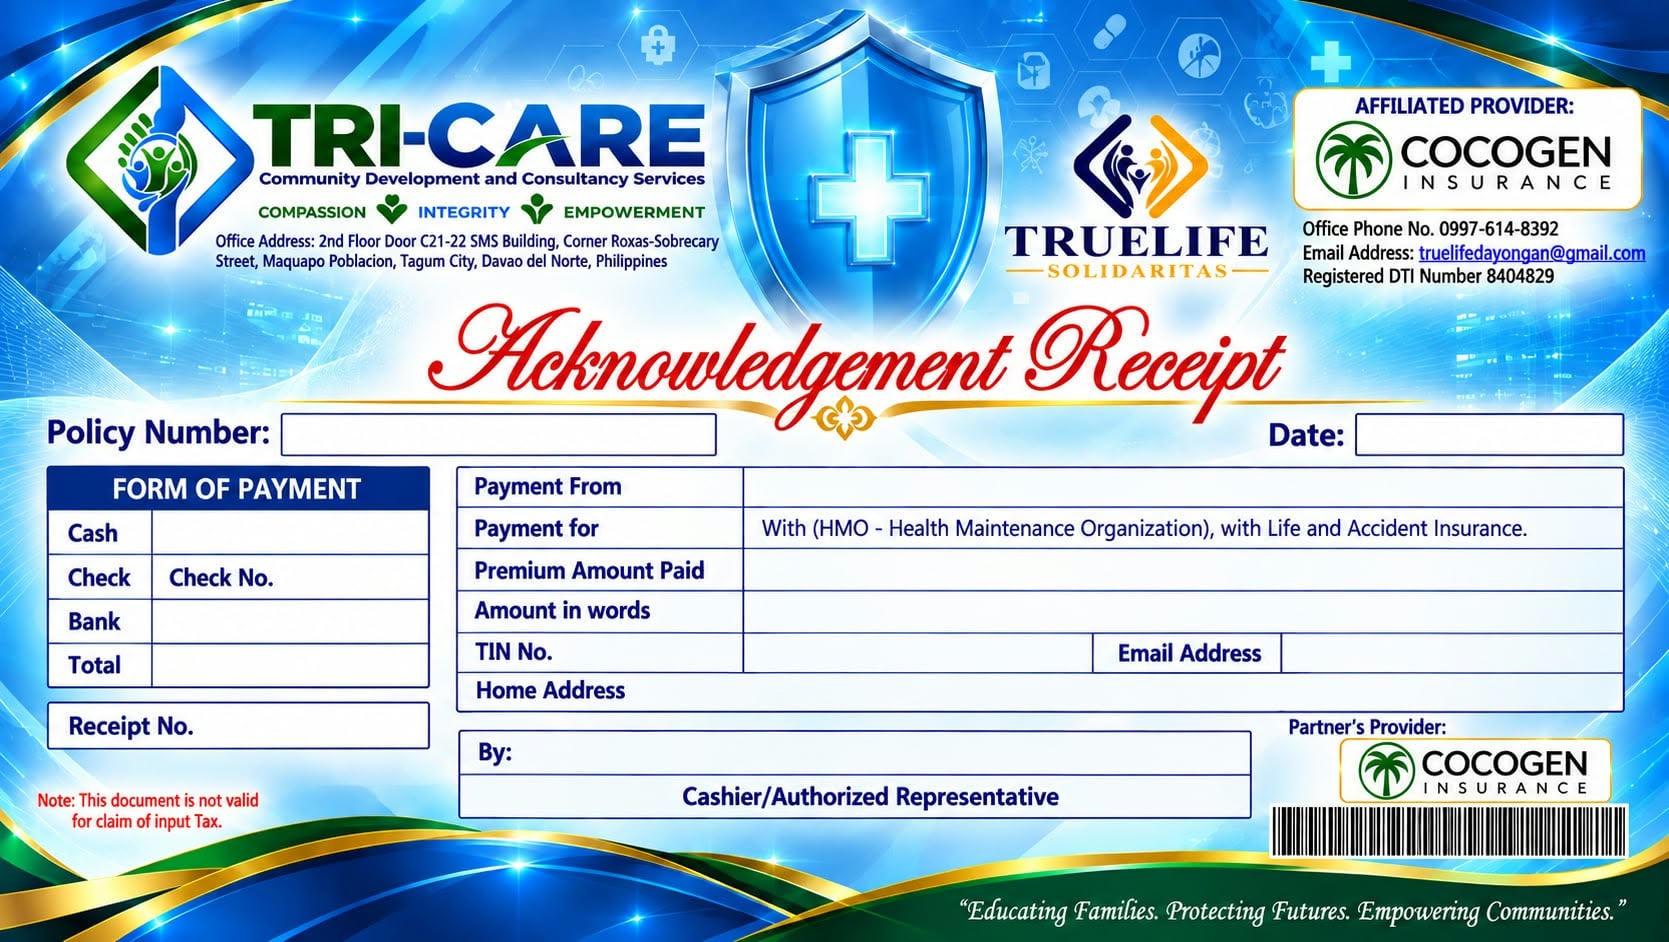 TRI-CARE
Community Development and Consultancy Services
COMPASSION INTEGRITY EMPOWERMENT
Office Address: 2nd Floor Door C21-22 SMS Building, Corner Roxas-Sobrecary
Street, Maquapo Poblacion, Tagum City, Davao del Norte, Philippines
TRUELIFE
SOLIDARITAS
AFFILIATED PROVIDER:
COCOGEN
INSURANCE
Office Phone No. 0997-614-8392
Email Address: truelifedayongan@gmail.com
Registered DTI Number 8404829
Acknowledgement Receipt
Policy Number:
Date:
FORM OF PAYMENT
Cash
Check Check No.
Bank
Total
Receipt No.
Payment From
Payment for With (HMO - Health Maintenance Organization), with Life and Accident Insurance.
Premium Amount Paid
Amount in words
TIN No. Email Address
Home Address
By:
Cashier/Authorized Representative
Partner's Provider:
COCOGEN
INSURANCE
Note: This document is not valid
for claim of input Tax.
“Educating Families. Protecting Futures. Empowering Communities.”